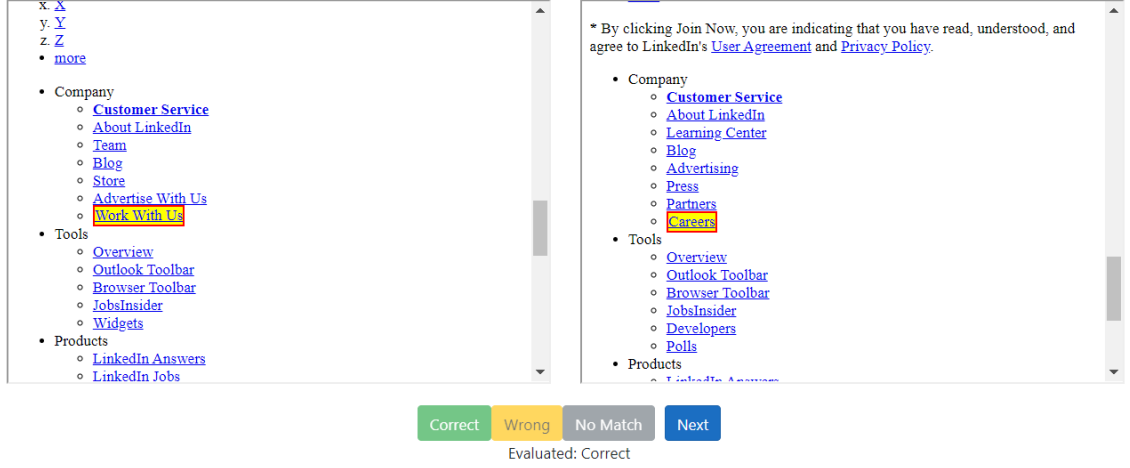 x. X
y. Y
z. Z
• more
• Company
◦ Customer Service
◦ About LinkedIn
◦ Team
◦ Blog
◦ Store
◦ Advertise With Us
◦ Work With Us
• Tools
◦ Overview
◦ Outlook Toolbar
◦ Browser Toolbar
◦ JobsInsider
◦ Widgets
• Products
◦ LinkedIn Answers
◦ LinkedIn Jobs
* By clicking Join Now, you are indicating that you have read, understood, and
agree to LinkedIn's User Agreement and Privacy Policy.
• Company
◦ Customer Service
◦ About LinkedIn
◦ Learning Center
◦ Blog
◦ Advertising
◦ Press
◦ Partners
◦ Careers
• Tools
◦ Overview
◦ Outlook Toolbar
◦ Browser Toolbar
◦ JobsInsider
◦ Developers
◦ Polls
• Products
◦ LinkedIn Answers
Correct Wrong No Match Next
Evaluated: Correct